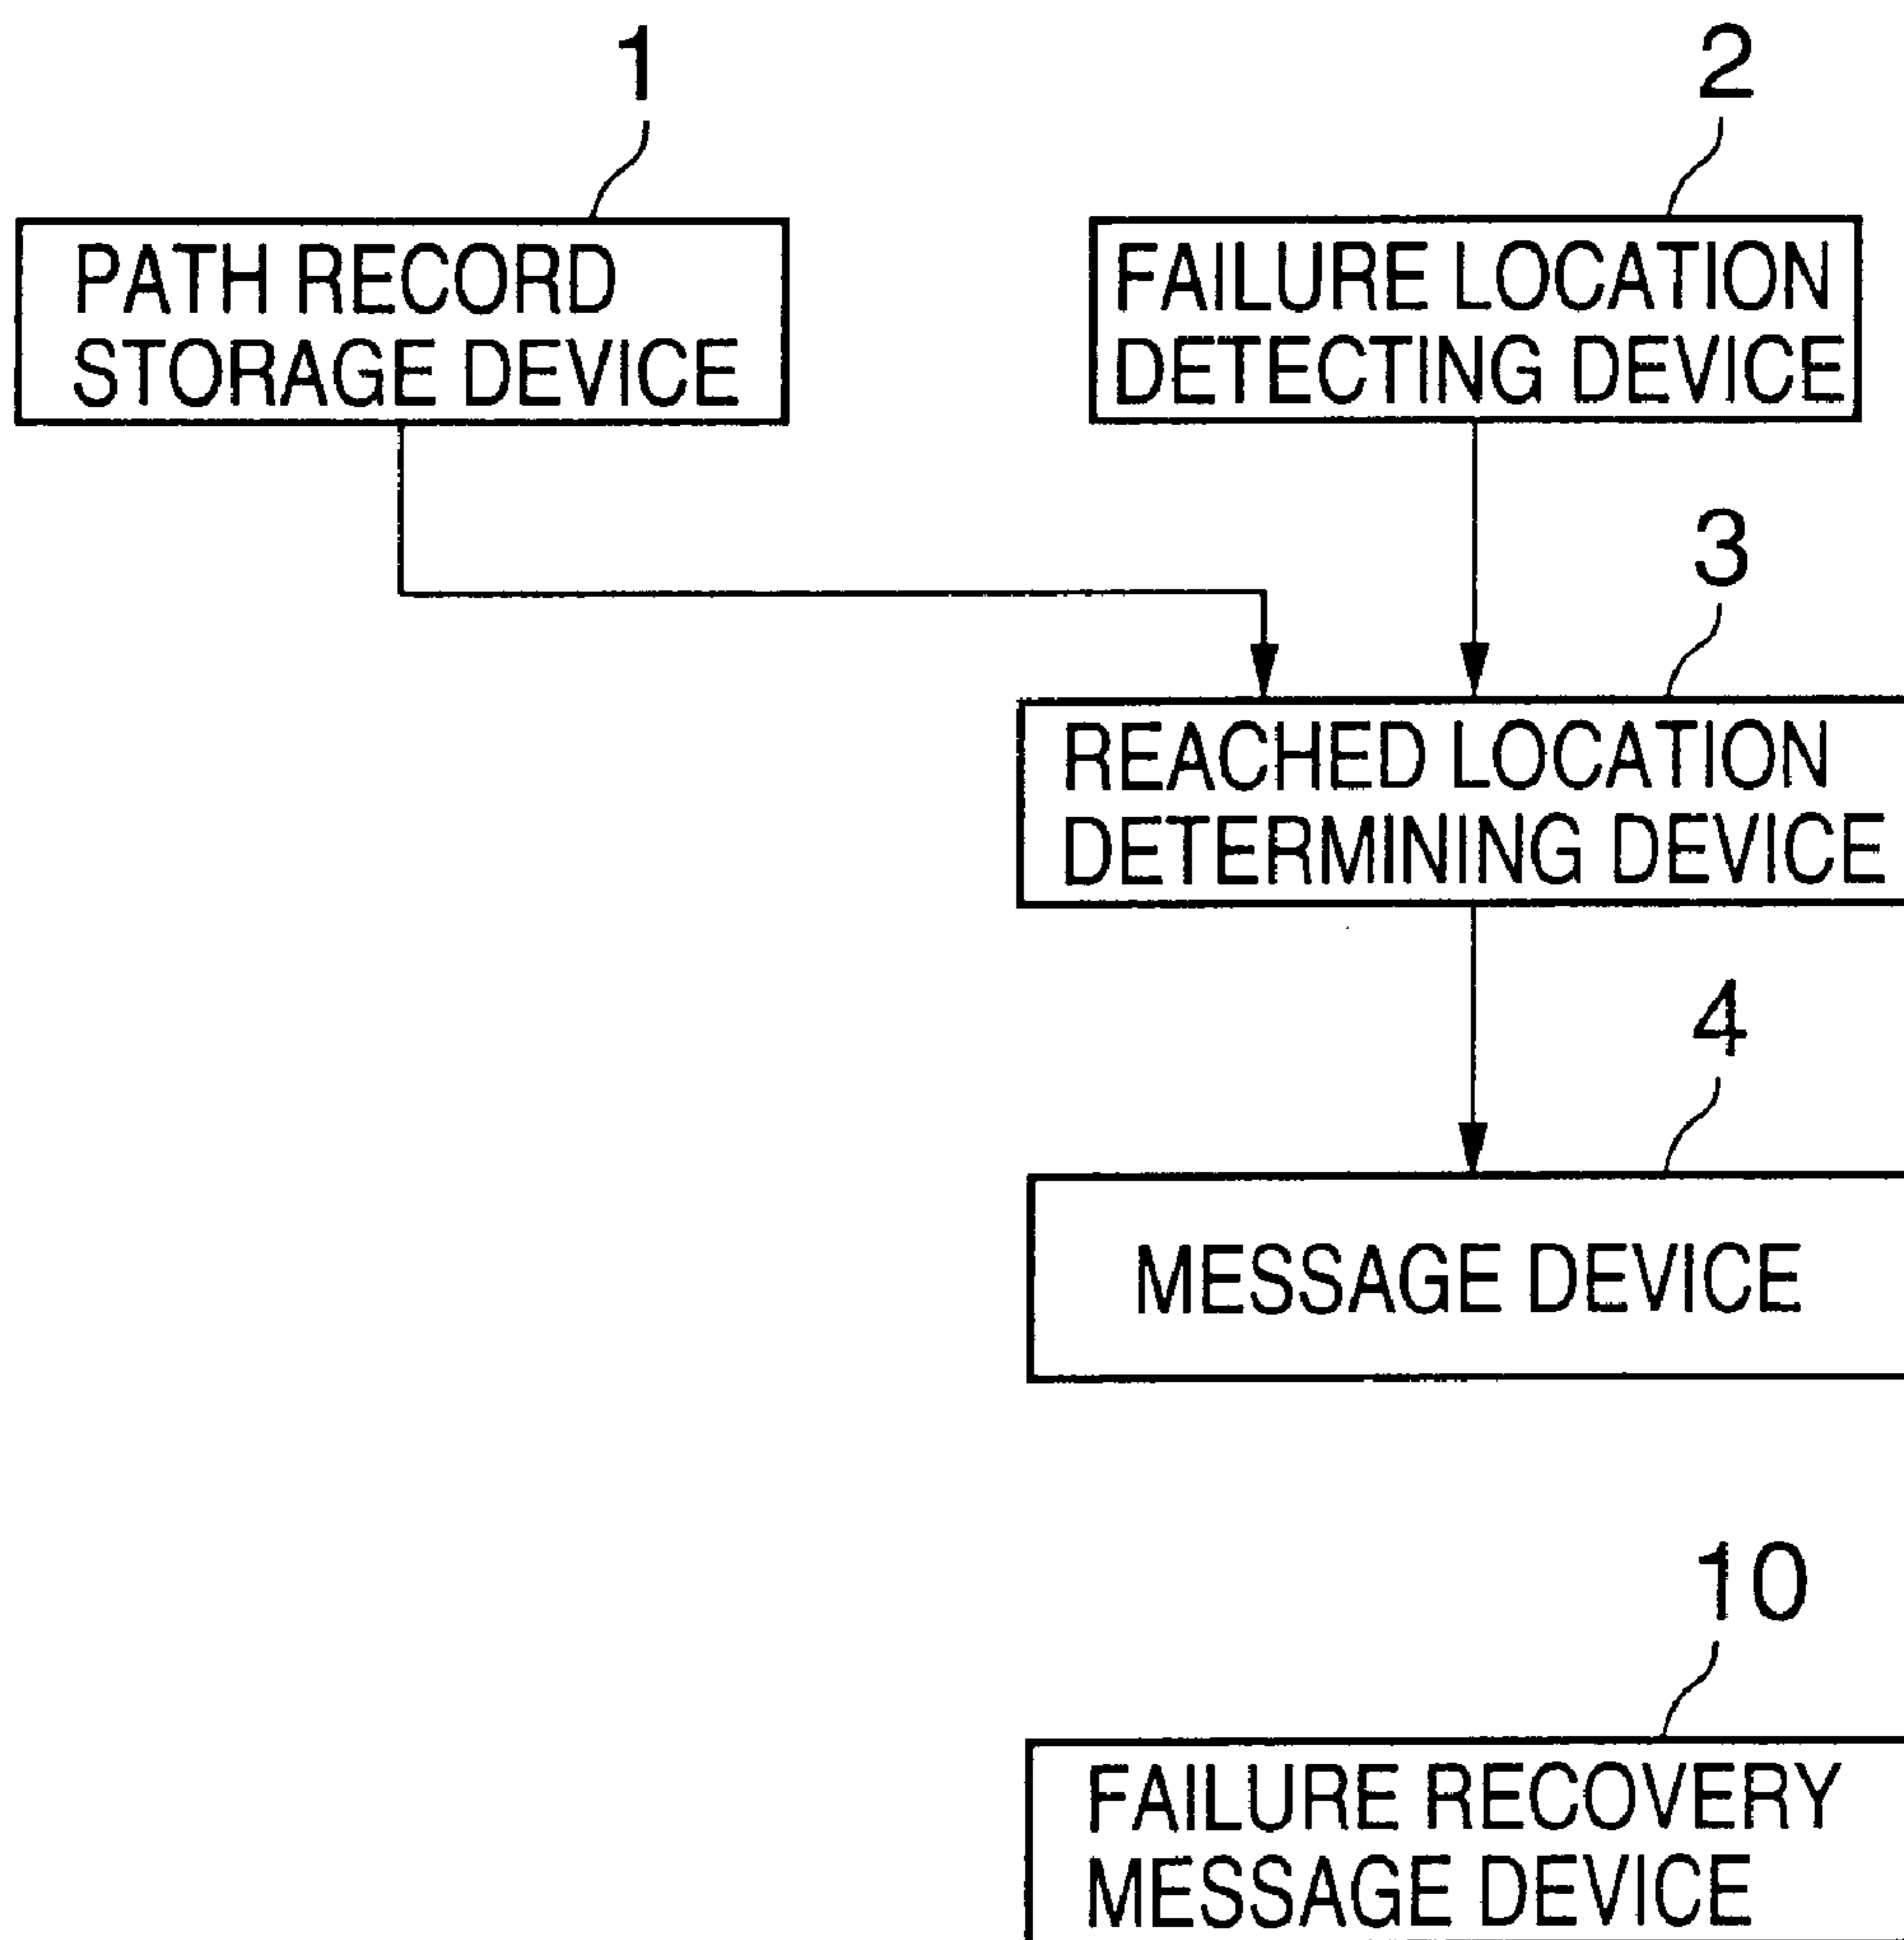 1
2
PATH RECORD
STORAGE DEVICE
FAILURE LOCATION
DETECTING DEVICE
3
REACHED LOCATION
DETERMINING DEVICE
4
MESSAGE DEVICE
10
FAILURE RECOVERY
MESSAGE DEVICE